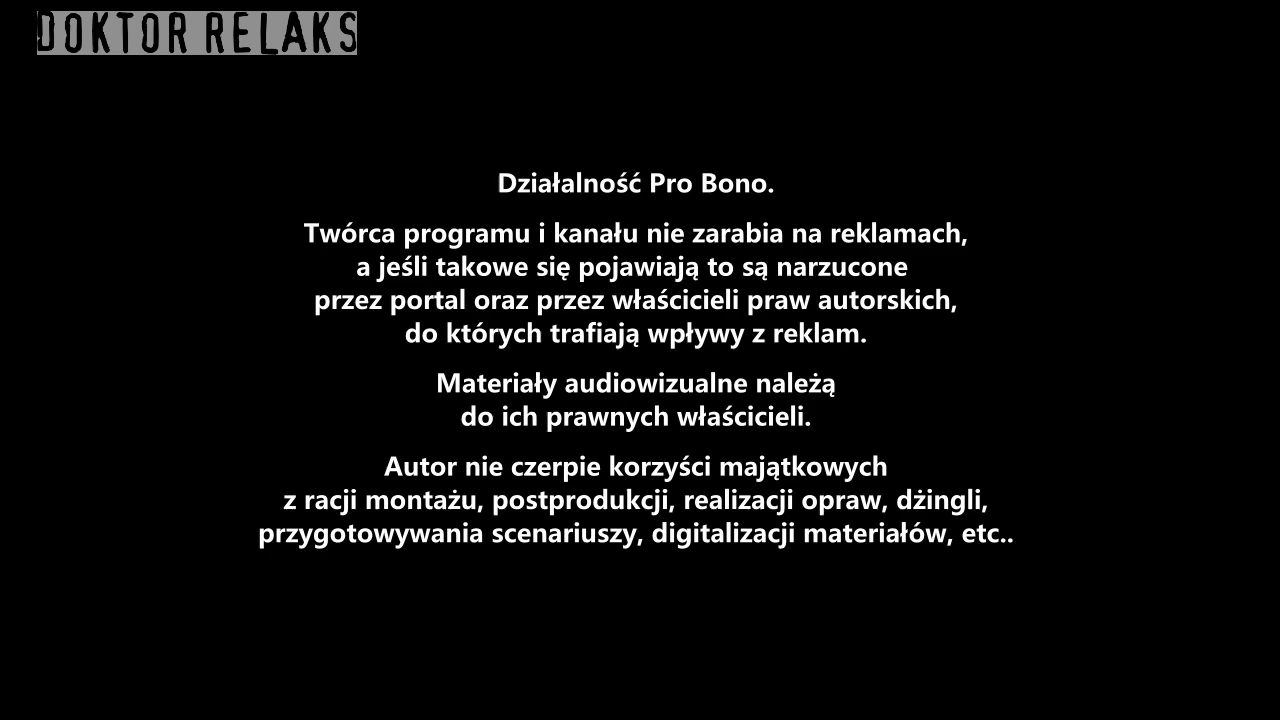 DOKTOR RELAKS
Działalność Pro Bono.
Twórca programu i kanału nie zarabia na reklamach,
a jeśli takowe się pojawiają to są narzucone
przez portal oraz przez właścicieli praw autorskich,
do których trafiają wpływy z reklam.
Materiały audiowizualne należą
do ich prawnych właścicieli.
Autor nie czerpie korzyści majątkowych
z racji montażu, postprodukcji, realizacji opraw, dżingli,
przygotowywania scenariuszy, digitalizacji materiałów, etc..